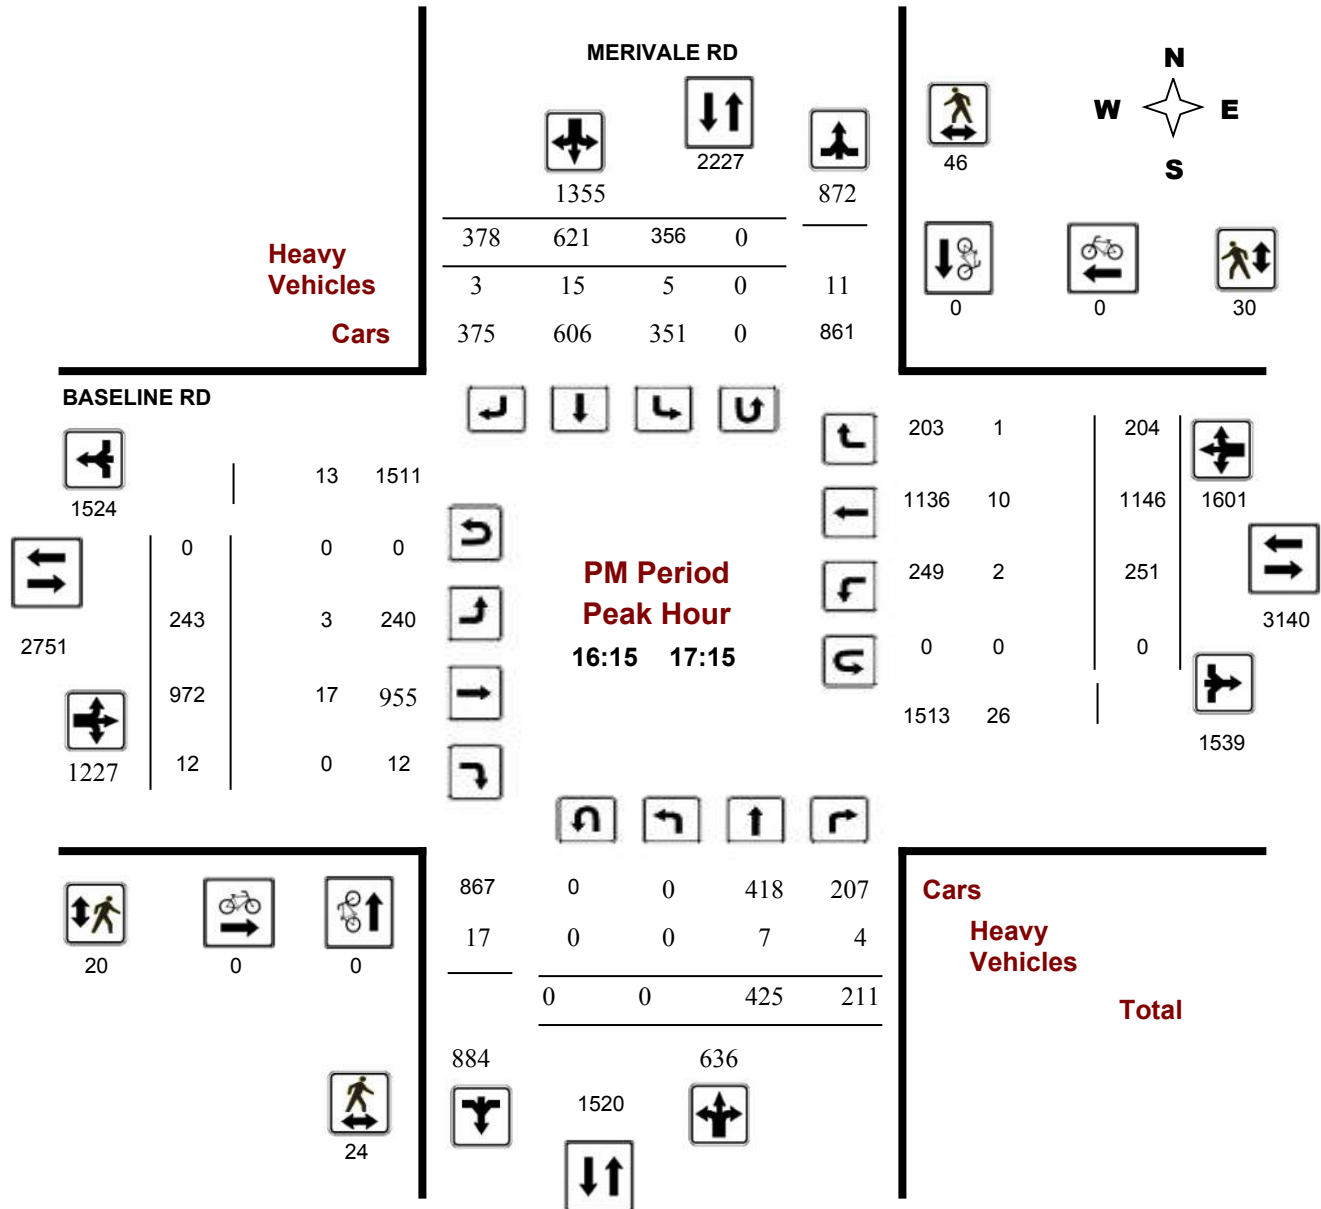 MERIVALE RD
N
W E
S
2227
46
1355 872
378 621 356 0
Heavy
Vehicles 3 15 5 0 11
0 0 30
Cars 375 606 351 0 861
BASELINE RD
203 1 204
13 1511
1524
1136 10 1146 1601
0 0 0
PM Period
249 2 251
Peak Hour
243 3 240
3140
2751
16:15 17:15
0 0 0
972 17 955
1513 26
1539
1227 12 0 12
867 0 0 418 207 Cars
17 0 0 7 4 Heavy
Vehicles
20 0 0
0 0 425 211 Total
884 636
1520
24